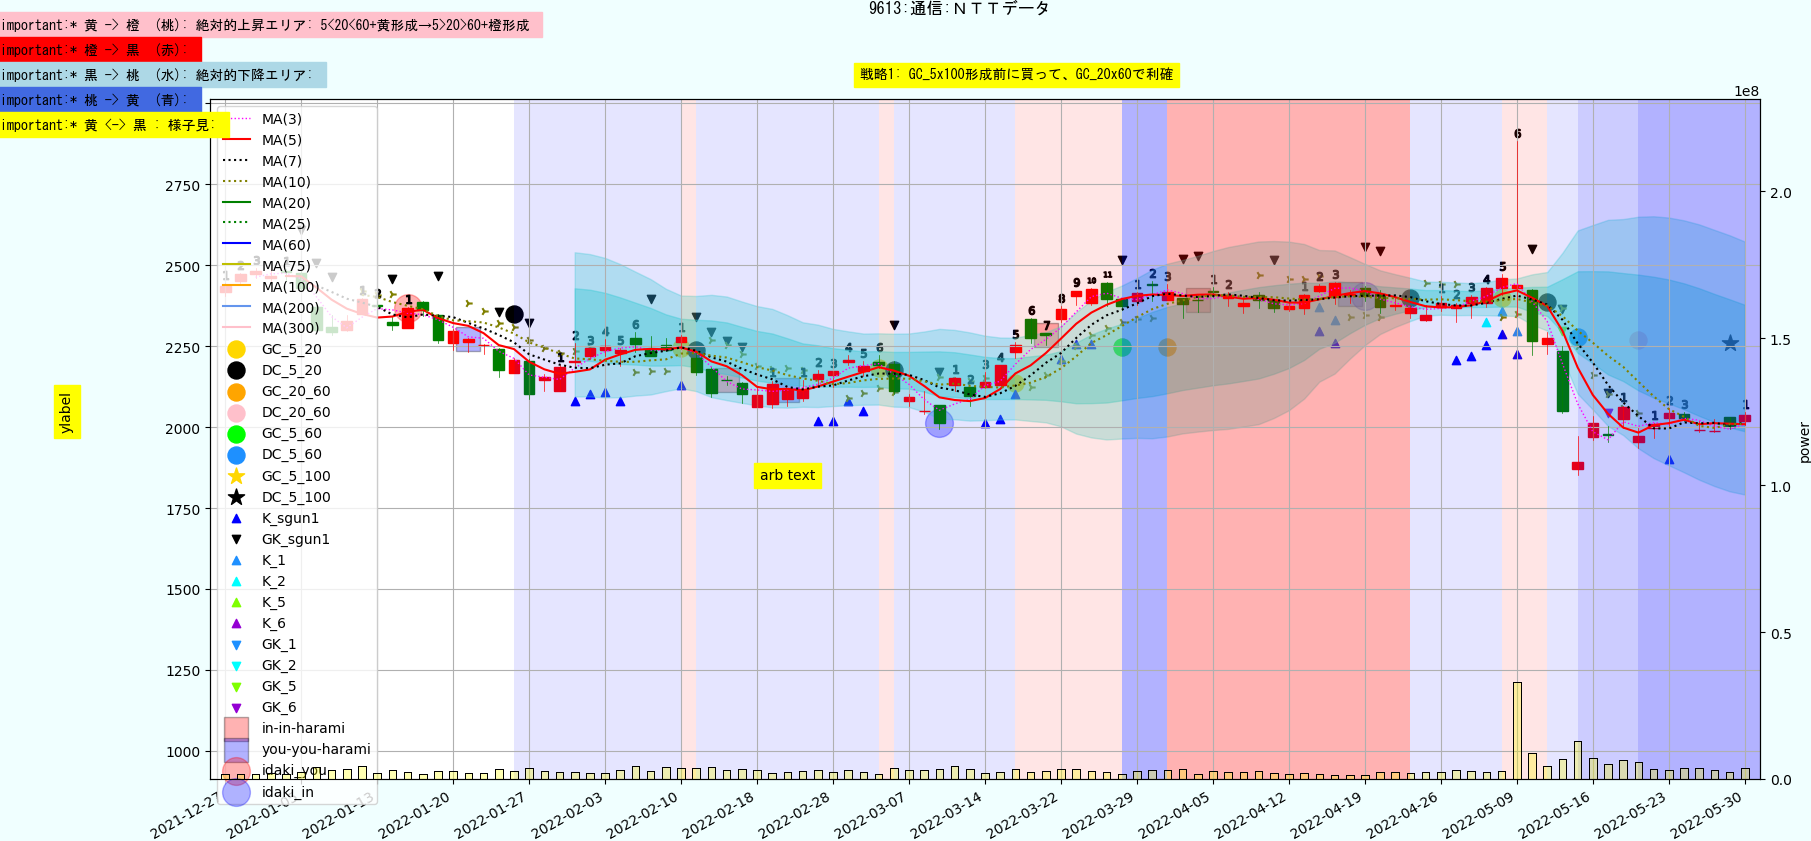 9613:通信:ＮＴＴデータ
important:* 黄 -> 橙 (桃): 絶対的上昇エリア: 5<20<60+黄形成→5>20>60+橙形成
important:* 橙 -> 黒 (赤):
important:* 黒 -> 桃 (水): 絶対的下降エリア:
戦略1: GC_5x100形成前に買って、GC_20x60で利確
important:* 桃 -> 黄 (青):
important:* 黄 <-> 黒 : 様子見:
1e8
MA(3)
MA(5)
MA(7)
MA(10)
MA(20)
MA(25)
MA(60)
MA(75)
MA(100)
MA(200)
MA(300)
GC_5_20
DC_5_20
GC_20_60
DC_20_60
GC_5_60
DC_5_60
GC_5_100
DC_5_100
K_sgun1
GK_sgun1
K_1
K_2
K_5
K_6
GK_1
GK_2
GK_5
GK_6
in-in-harami
you-you-harami
idaki_you
idaki_in
2750
2500
2250
2000
1750
1500
1250
1000
ylabel
arb text
2.0
1.5
1.0
0.5
0.0
power
2021-12-27
2022-01-13
2022-01-20
2022-01-27
2022-02-03
2022-02-10
2022-02-18
2022-02-28
2022-03-07
2022-03-14
2022-03-22
2022-03-29
2022-04-05
2022-04-12
2022-04-19
2022-04-26
2022-05-09
2022-05-16
2022-05-23
2022-05-30